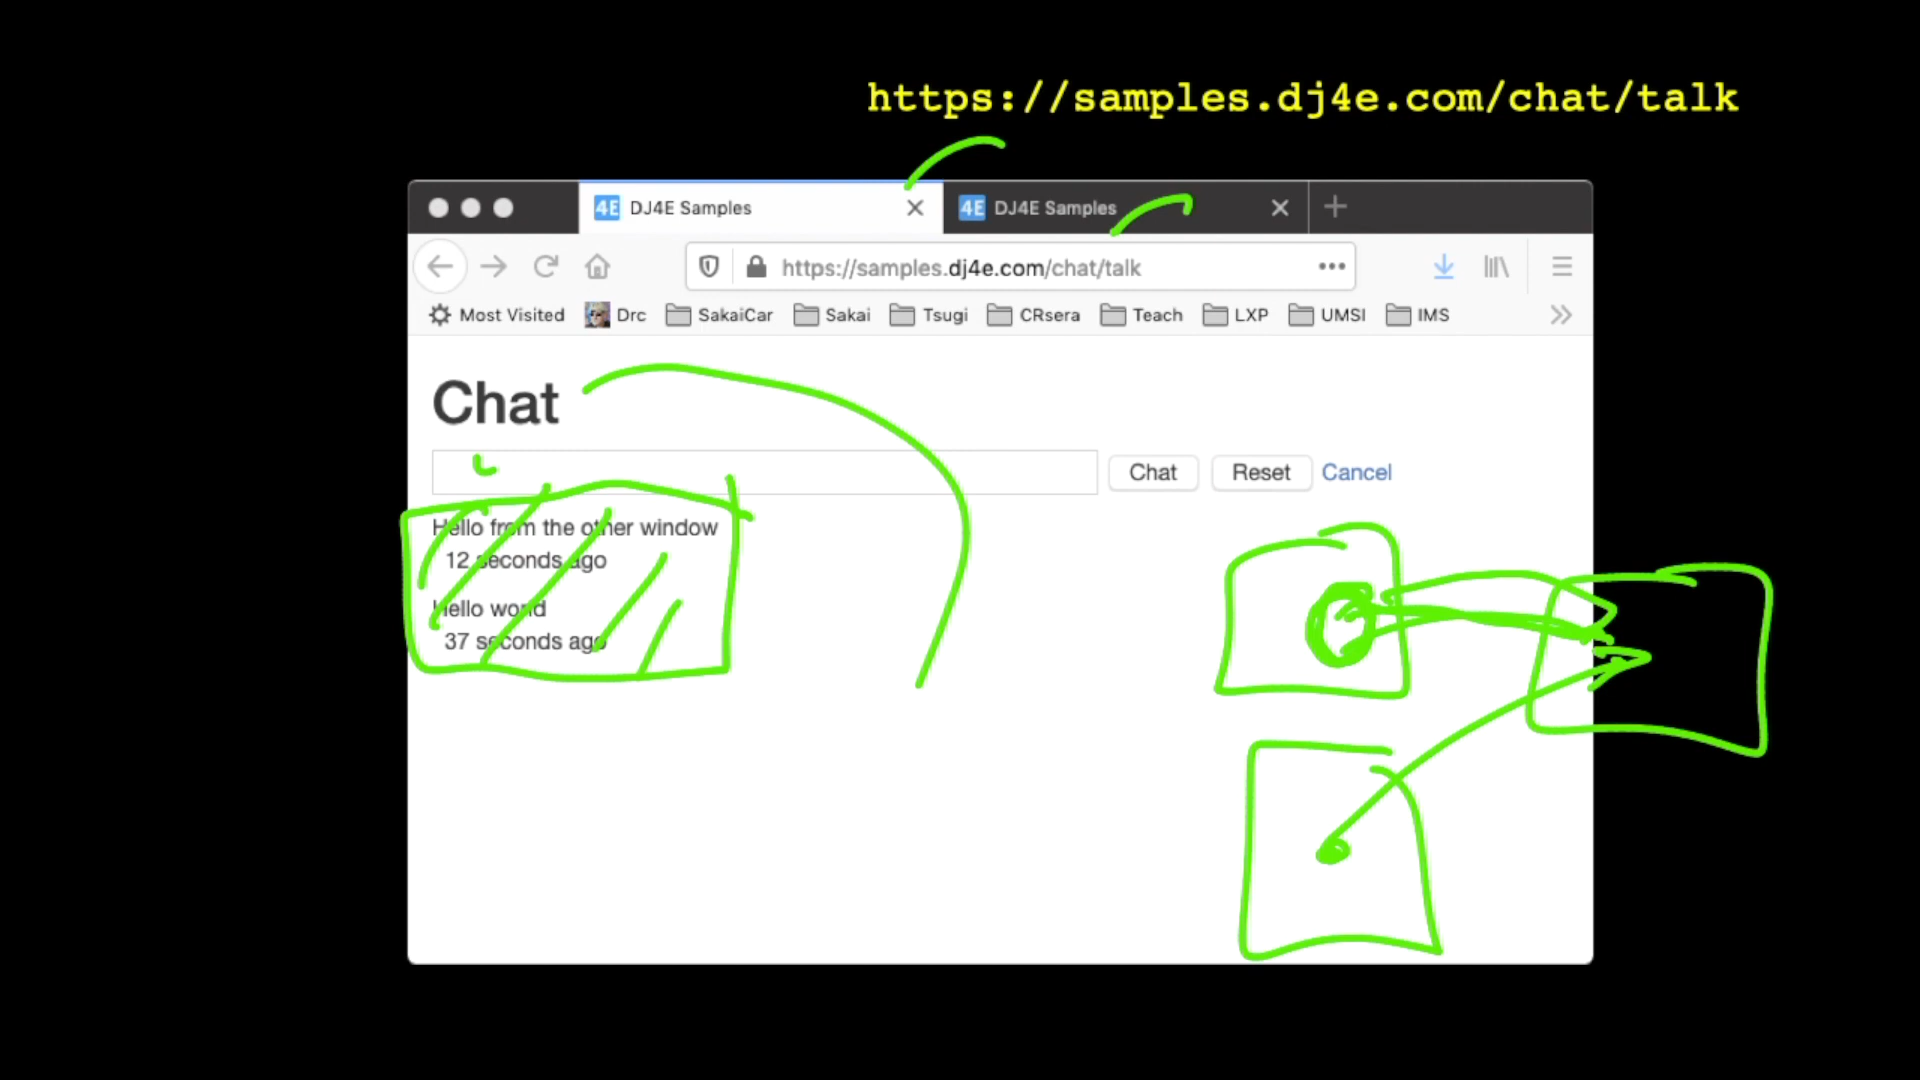 https://samples.dj4e.com/chat/talk
4E DJ4E Samples
4E DJ4E Samples
https://samples.dj4e.com/chat/talk
Most Visited Drc SakaiCar Sakai Tsugi CRsera Teach LXP UMSI IMS
Chat
Chat Reset Cancel
Hello from the other window
12 seconds ago
Hello world
37 seconds ago